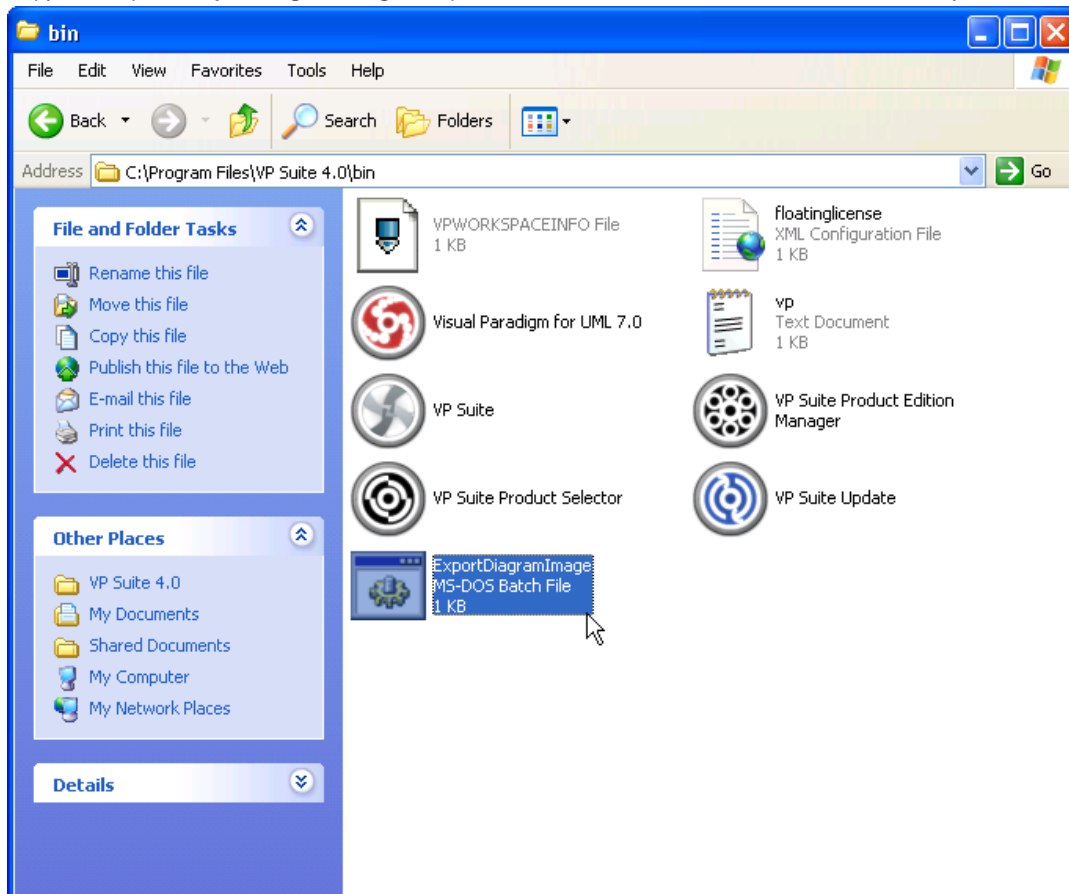 bin
File Edit View Favorites Tools Help
Back Search Folders
Address C:\Program Files\VP Suite 4.0\bin Go
File and Folder Tasks
Rename this file
Move this file
Copy this file
Publish this file to the Web
E-mail this file
Print this file
Delete this file
Other Places
VP Suite 4.0
My Documents
Shared Documents
My Computer
My Network Places
Details
VPWORKSPACEINFO File
1 KB
floatinglicense
XML Configuration File
1 KB
Visual Paradigm for UML 7.0
vp
Text Document
1 KB
VP Suite
VP Suite Product Edition
Manager
VP Suite Product Selector
VP Suite Update
ExportDiagramImage
MS-DOS Batch File
1 KB